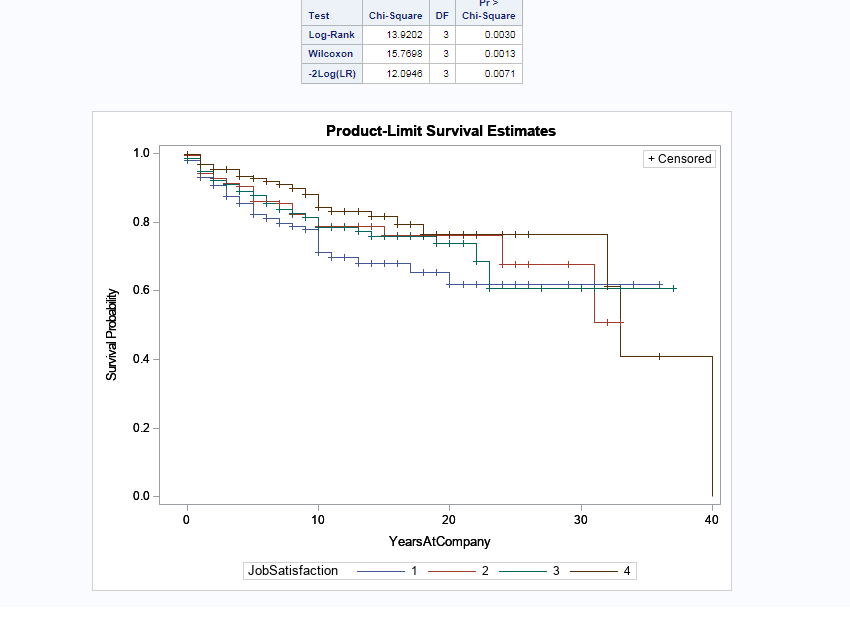 Pr >
Test Chi-Square DF Chi-Square
Log-Rank 13.9202 3 0.0030
Wilcoxon 15.7698 3 0.0013
-2Log(LR) 12.0946 3 0.0071
Product-Limit Survival Estimates
+ Censored
1.0
0.8
0.6
0.4
0.2
0.0
Survival Probability
0 10 20 30 40
YearsAtCompany
JobSatisfaction 1 2 3 4